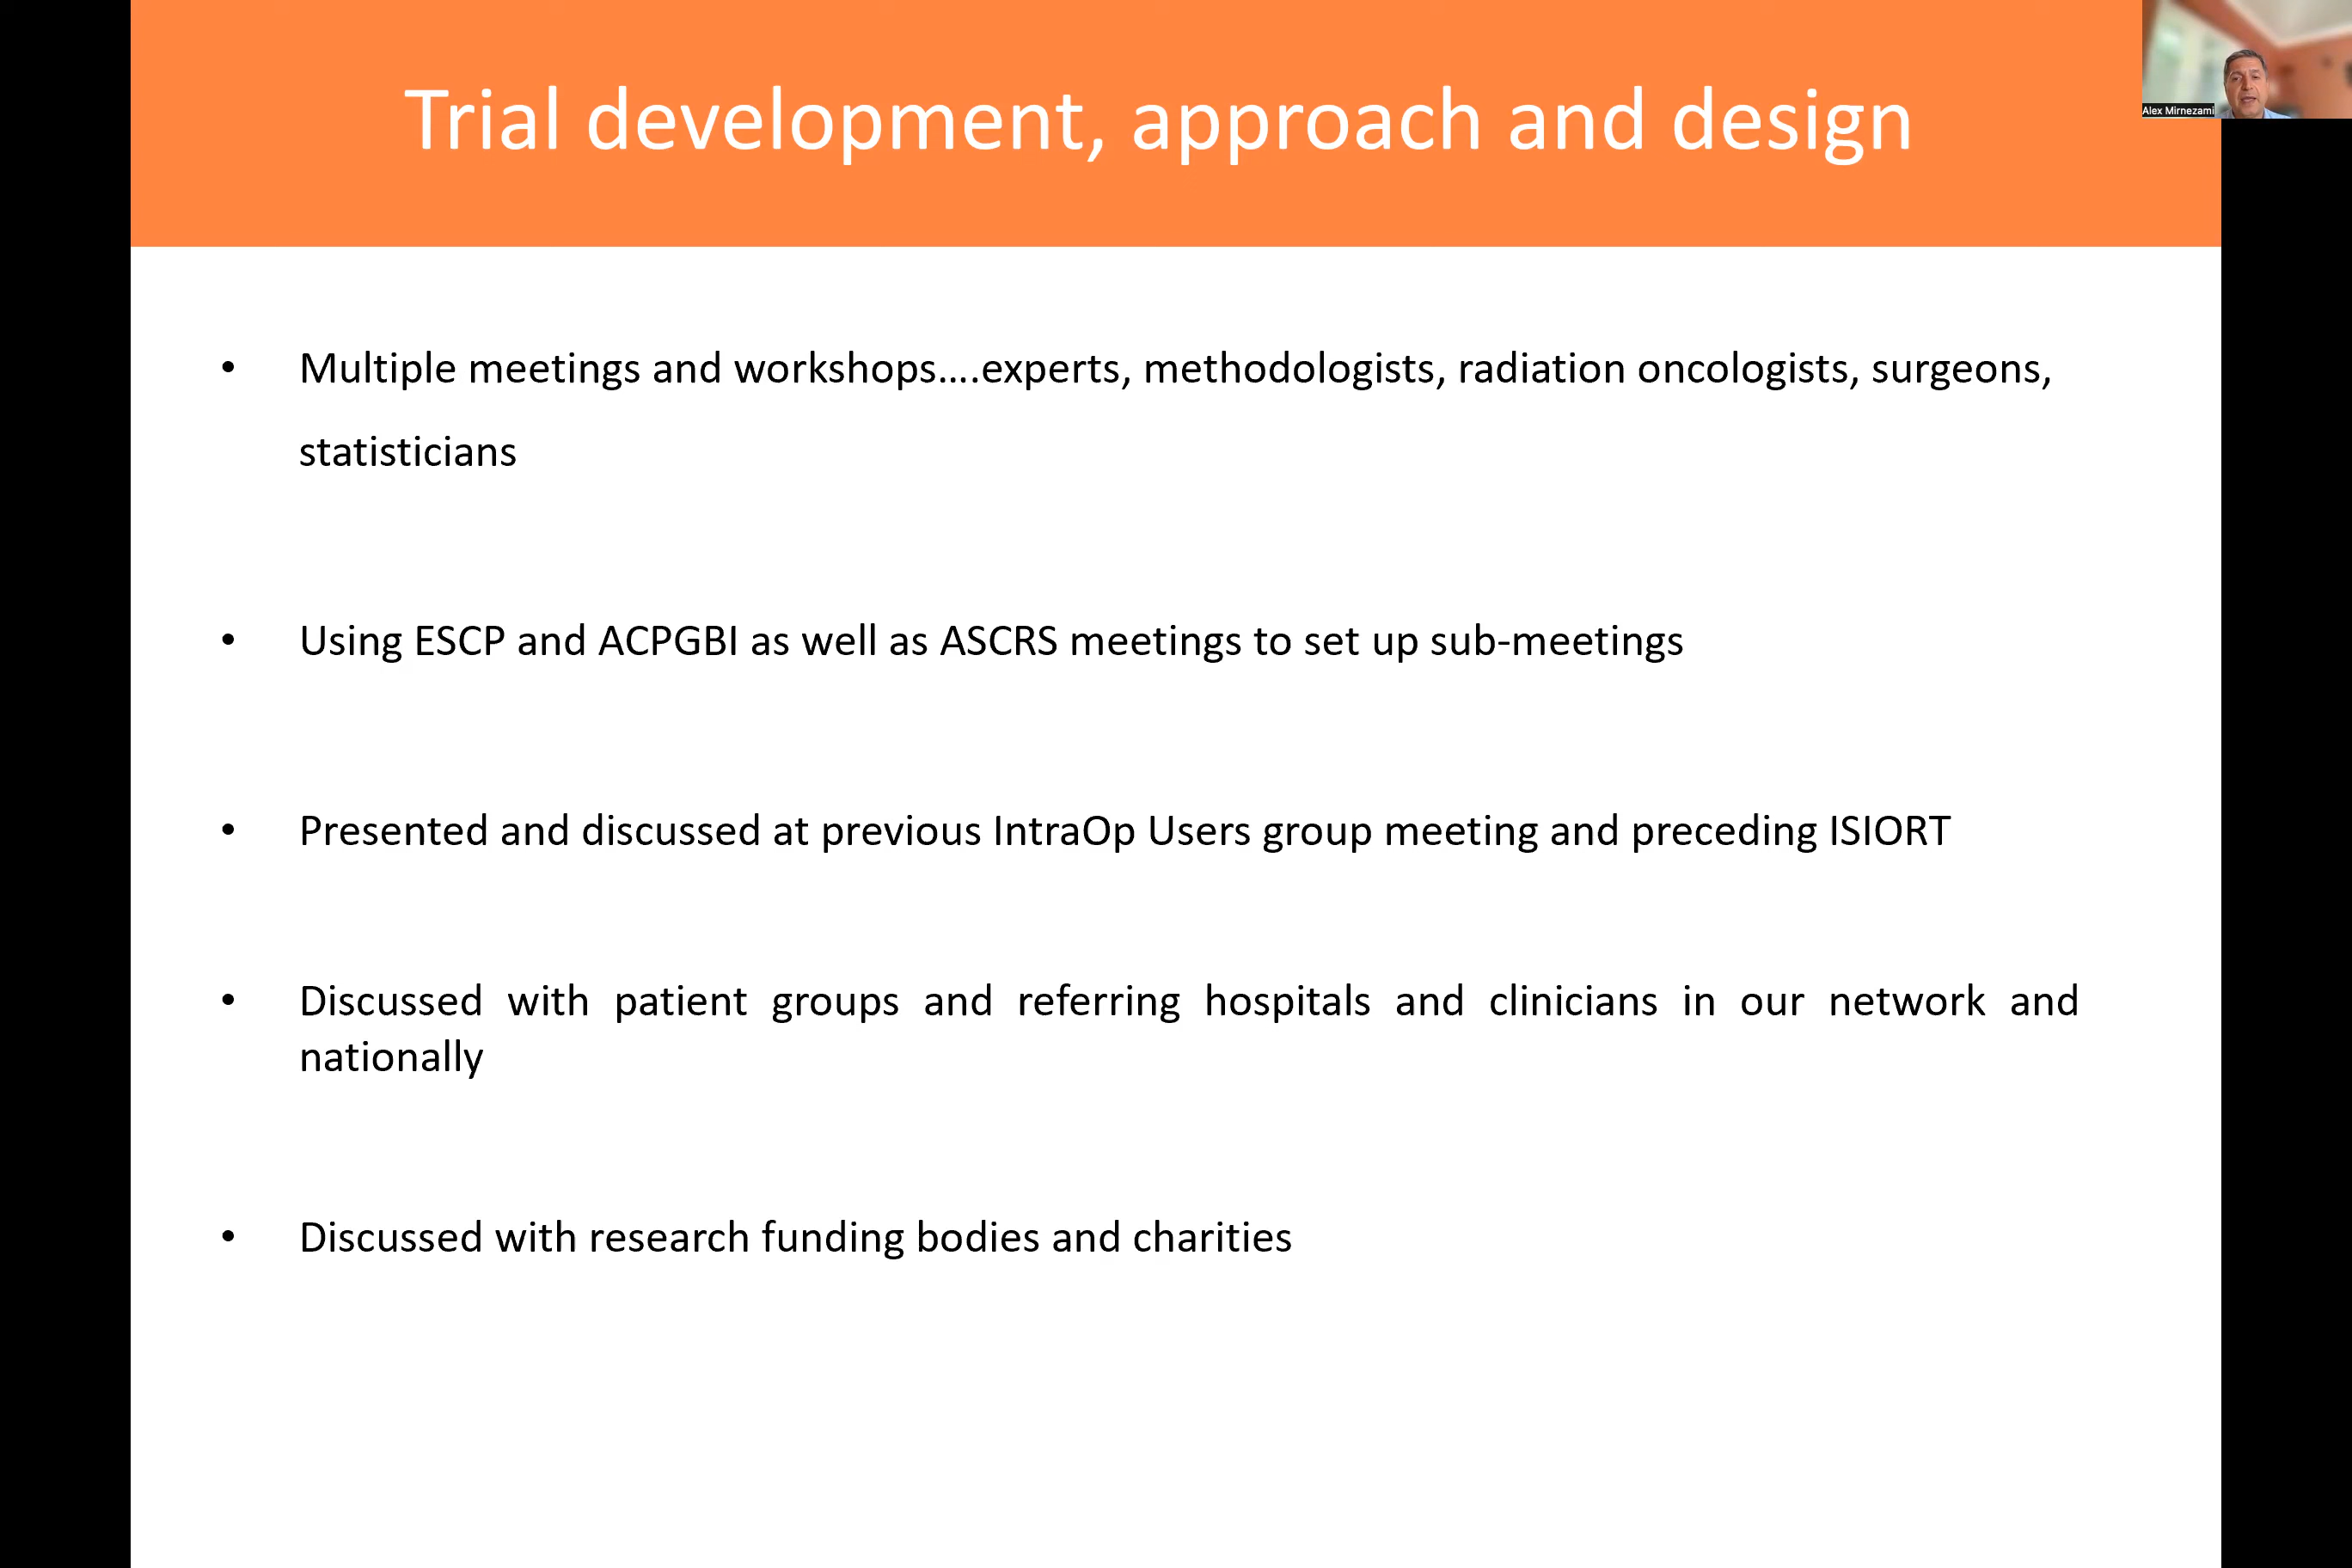 Trial development, approach and design
Alex Mirnezami
• Multiple meetings and workshops....experts, methodologists, radiation oncologists, surgeons,
statisticians
• Using ESCP and ACPGBI as well as ASCRS meetings to set up sub-meetings
• Presented and discussed at previous IntraOp Users group meeting and preceding ISIORT
• Discussed with patient groups and referring hospitals and clinicians in our network and
nationally
• Discussed with research funding bodies and charities